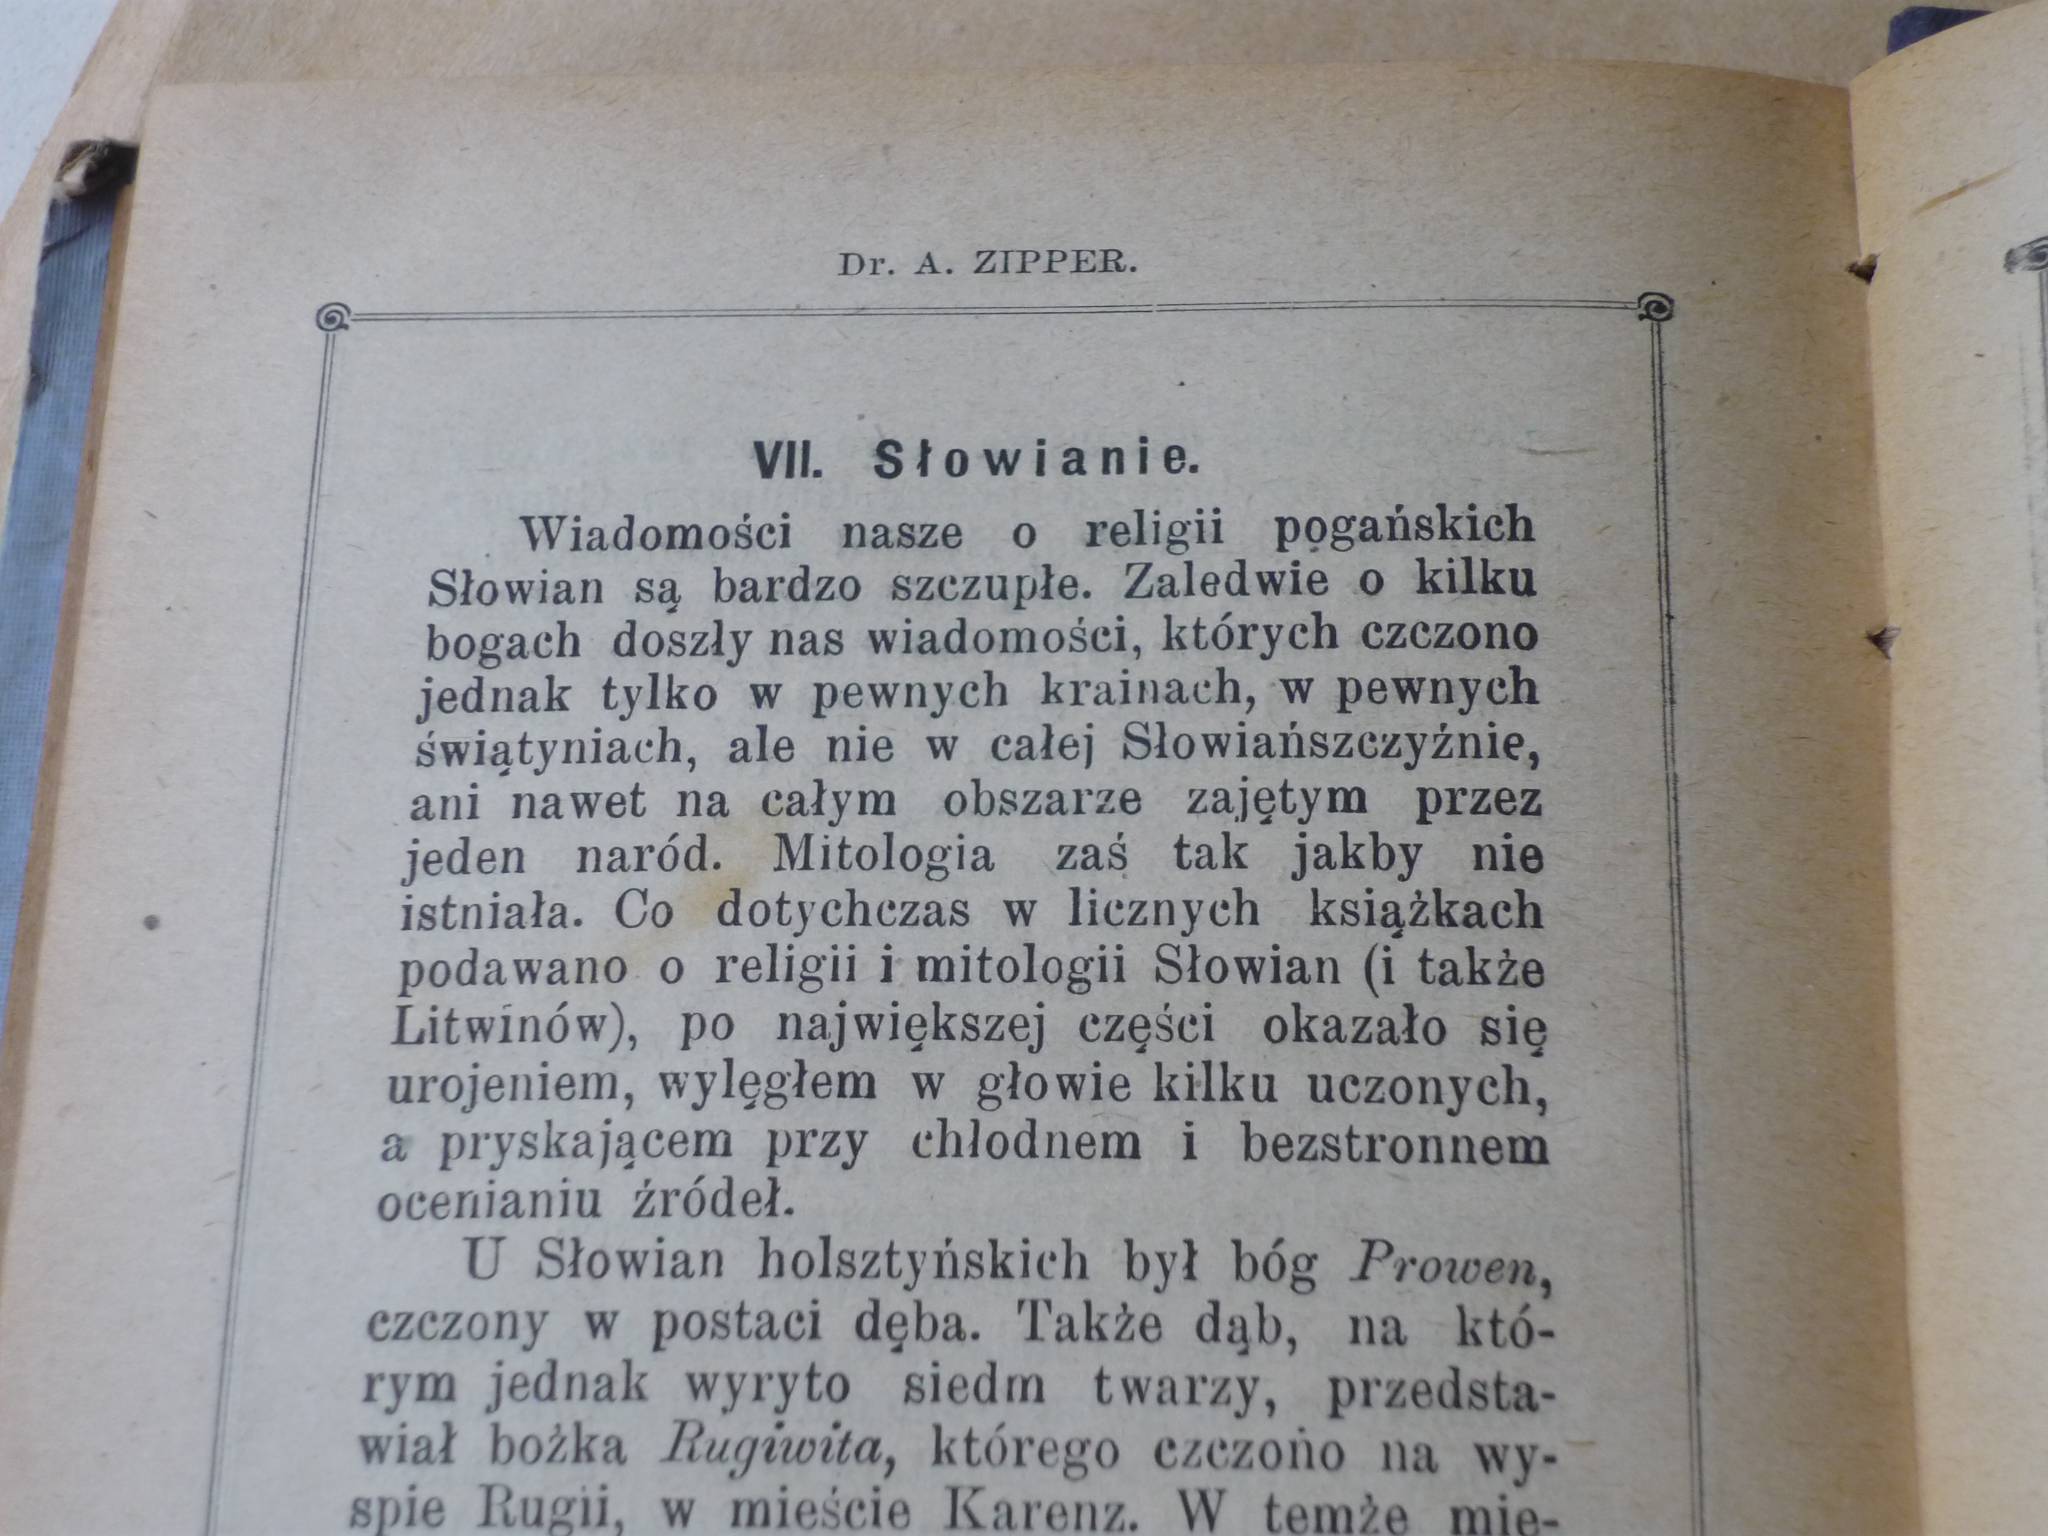 Dr. A. ZIPPER.
VII. Słowianie.
Wiadomości nasze o religii pogańskich
Słowian są bardzo szczupłe. Zaledwie o kilku
bogach doszły nas wiadomości, których czczono
jednak tylko w pewnych krainach, w pewnych
świątyniach, ale nie w całej Słowiańszczyźnie,
ani nawet na całym obszarze zajętym przez
jeden naród. Mitologia zaś tak jakby nie
istniała. Co dotychczas w licznych książkach
podawano o religii i mitologii Słowian (i także
Litwinów), po największej części okazało się
urojeniem, wylęgłem w głowie kilku uczonych,
a pryskającem przy chłodnem i bezstronnem
ocenianiu źródeł.
U Słowian holsztyńskich był bóg Prowen,
czczony w postaci dęba. Także dąb, na któ-
rym jednak wyryto siedm twarzy, przedsta-
wiał bożka Rugiwita, którego czczono na wy-
spie Rugii, w mieście Karenz. W temże mie-